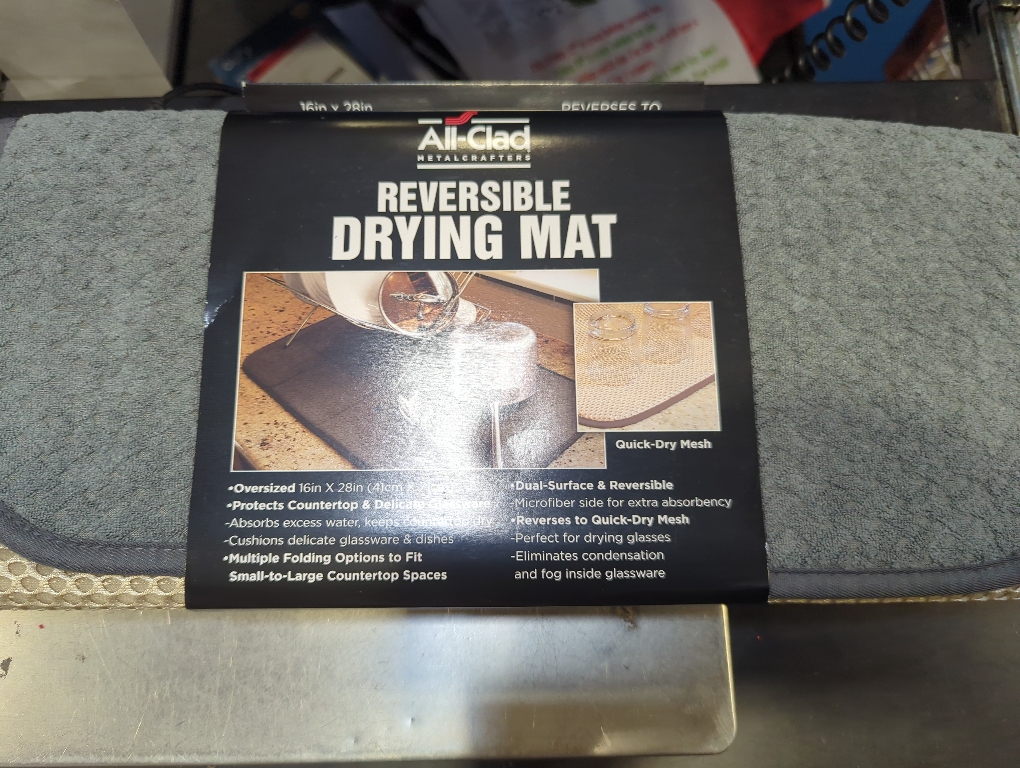 16in x 28in
REVERSES TO
All-Clad
METALCRAFTERS
REVERSIBLE
DRYING MAT
Quick-Dry Mesh
•Oversized 16in X 28in (41cm
•Protects Countertop & Delicate
-Absorbs excess water, keeps countertop dry
-Cushions delicate glassware & dishes
•Multiple Folding Options to Fit
Small-to-Large Countertop Spaces
•Dual-Surface & Reversible
-Microfiber side for extra absorbency
•Reverses to Quick-Dry Mesh
-Perfect for drying glasses
-Eliminates condensation
and fog inside glassware